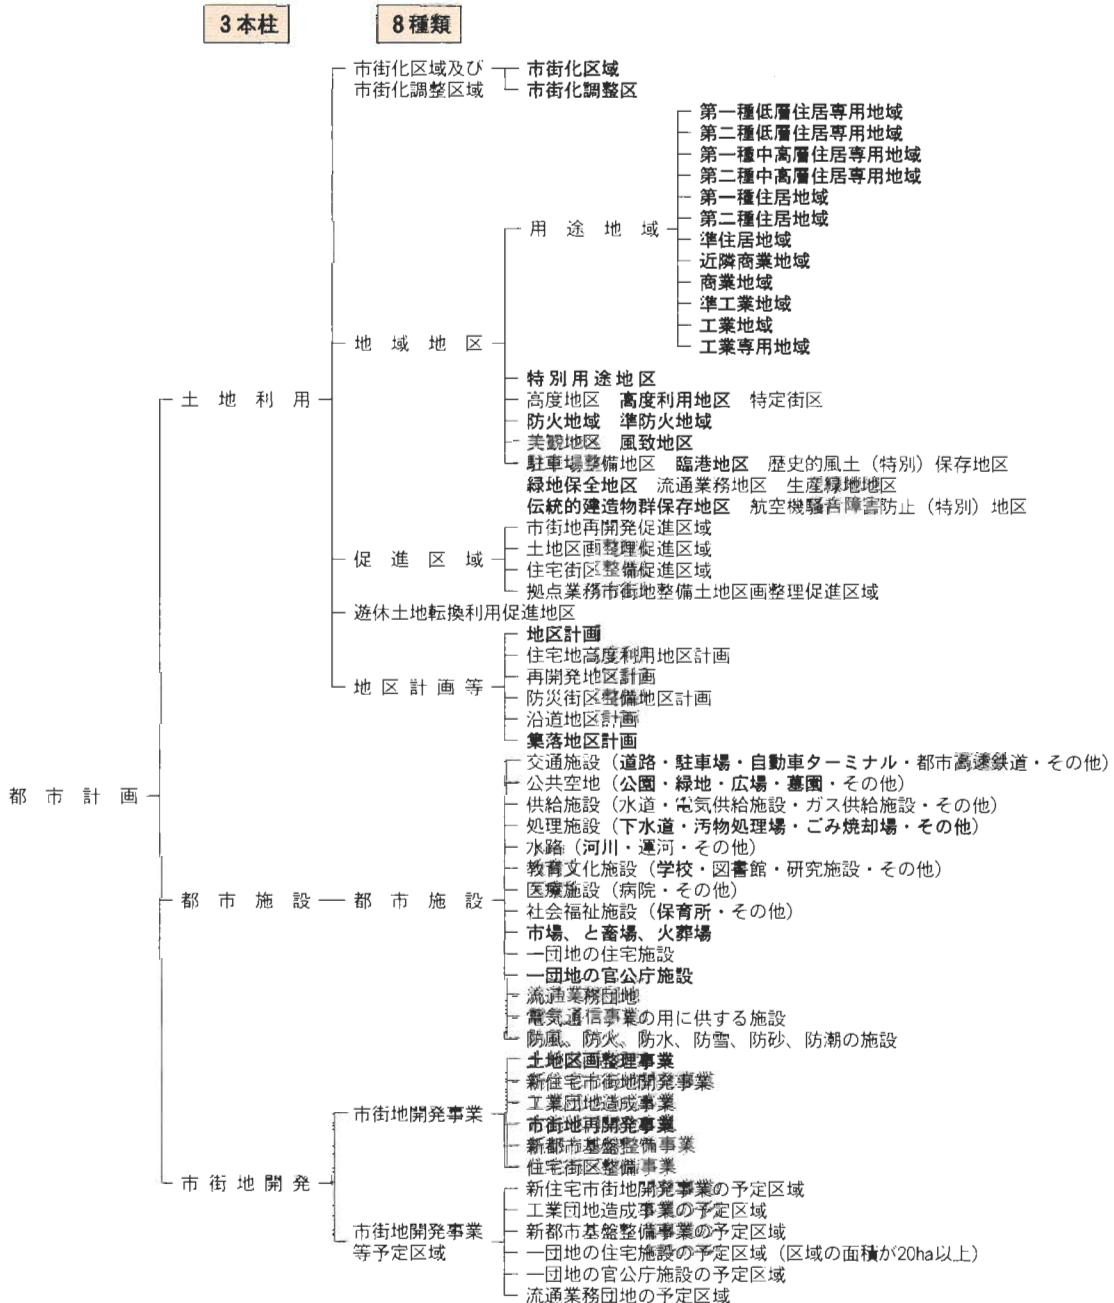 3本柱
8種類
市街化区域及び
市街化調整区域
市街化区域
市街化調整区
第一種低層住居専用地域
第二種低層住居専用地域
第一種中高層住居専用地域
第二種中高層住居専用地域
第一種住居地域
第二種住居地域
用途地域
準住居地域
近隣商業地域
商業地域
準工業地域
工業地域
工業専用地域
地域地区
特別用途地区
土地利用
高度地区 高度利用地区 特定街区
防火地域 準防火地域
美観地区 風致地区
駐車場整備地区 臨港地区 歴史的風土(特別)保存地区
緑地保全地区 流通業務地区 生産緑地地区
伝統的建造物群保存地区 航空機騒音障害防止(特別)地区
市街地再開発促進区域
促進区域
土地区画整理促進区域
住宅街区整備促進区域
拠点業務市街地整備土地区画整理促進区域
遊休土地転換利用促進地区
地区計画
住宅地高度利用地区計画
再開発地区計画
地区計画等
防災街区整備地区計画
沿道地区計画
集落地区計画
都市計画
交通施設(道路・駐車場・自動車ターミナル・都市高速鉄道・その他)
公共空地(公園・緑地・広場・墓園・その他)
供給施設(水道・電気供給施設・ガス供給施設・その他)
処理施設(下水道・汚物処理場・ごみ焼却場・その他)
水路(河川・運河・その他)
教育文化施設(学校・図書館・研究施設・その他)
医療施設(病院・その他)
都市施設
都市施設
社会福祉施設(保育所・その他)
市場、と畜場、火葬場
一団地の住宅施設
一団地の官公庁施設
流通業務団地
電気通信事業の用に供する施設
防風、防火、防水、防雪、防砂、防潮の施設
土地区画整理事業
新住宅市街地開発事業
工業団地造成事業
市街地開発事業
市街地再開発事業
新都市基盤整備事業
住宅街区整備事業
市街地開発
新住宅市街地開発事業の予定区域
工業団地造成事業の予定区域
市街地開発事業
等予定区域
新都市基盤整備事業の予定区域
一団地の住宅施設の予定区域(区域の面積が20ha以上)
一団地の官公庁施設の予定区域
流通業務団地の予定区域